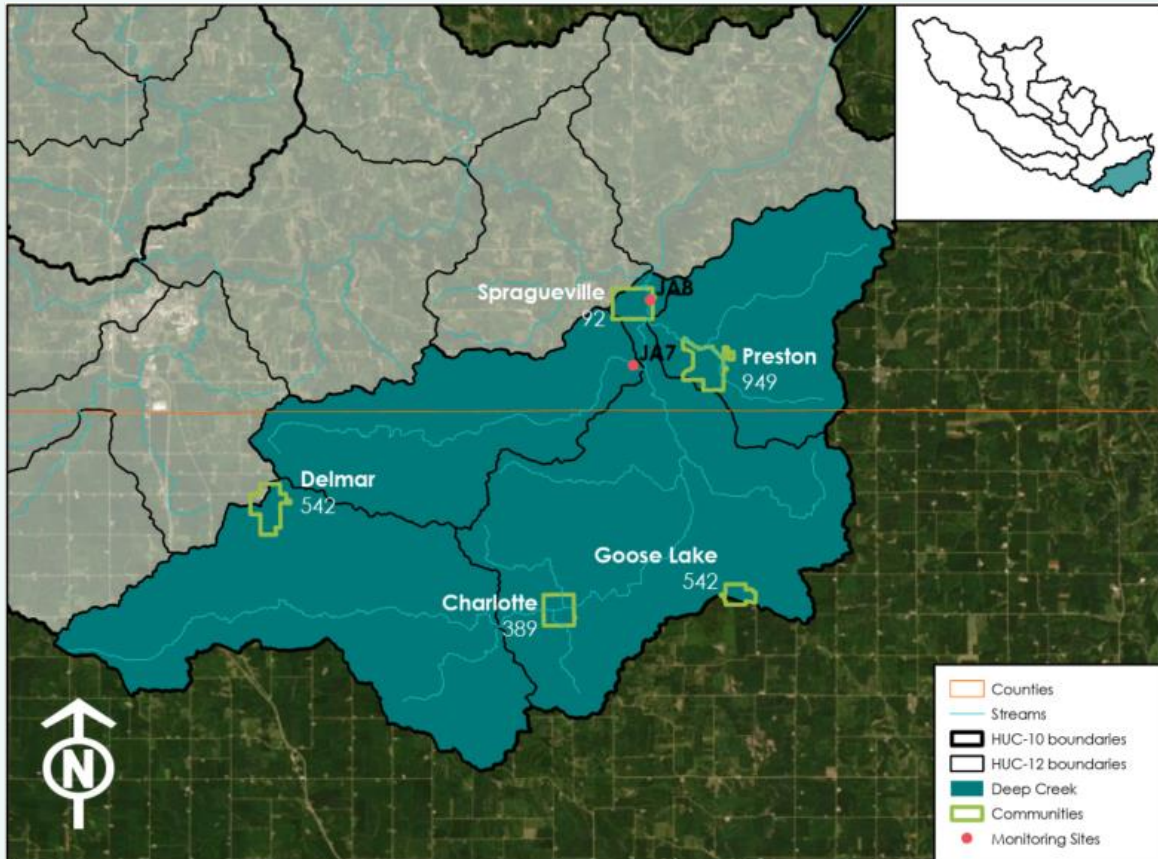 Spragueville
92
JA8
JA7
Preston
949
Delmar
542
Goose Lake
542
Charlotte
389
N
Counties
Streams
HUC-10 boundaries
HUC-12 boundaries
Deep Creek
Communities
Monitoring Sites